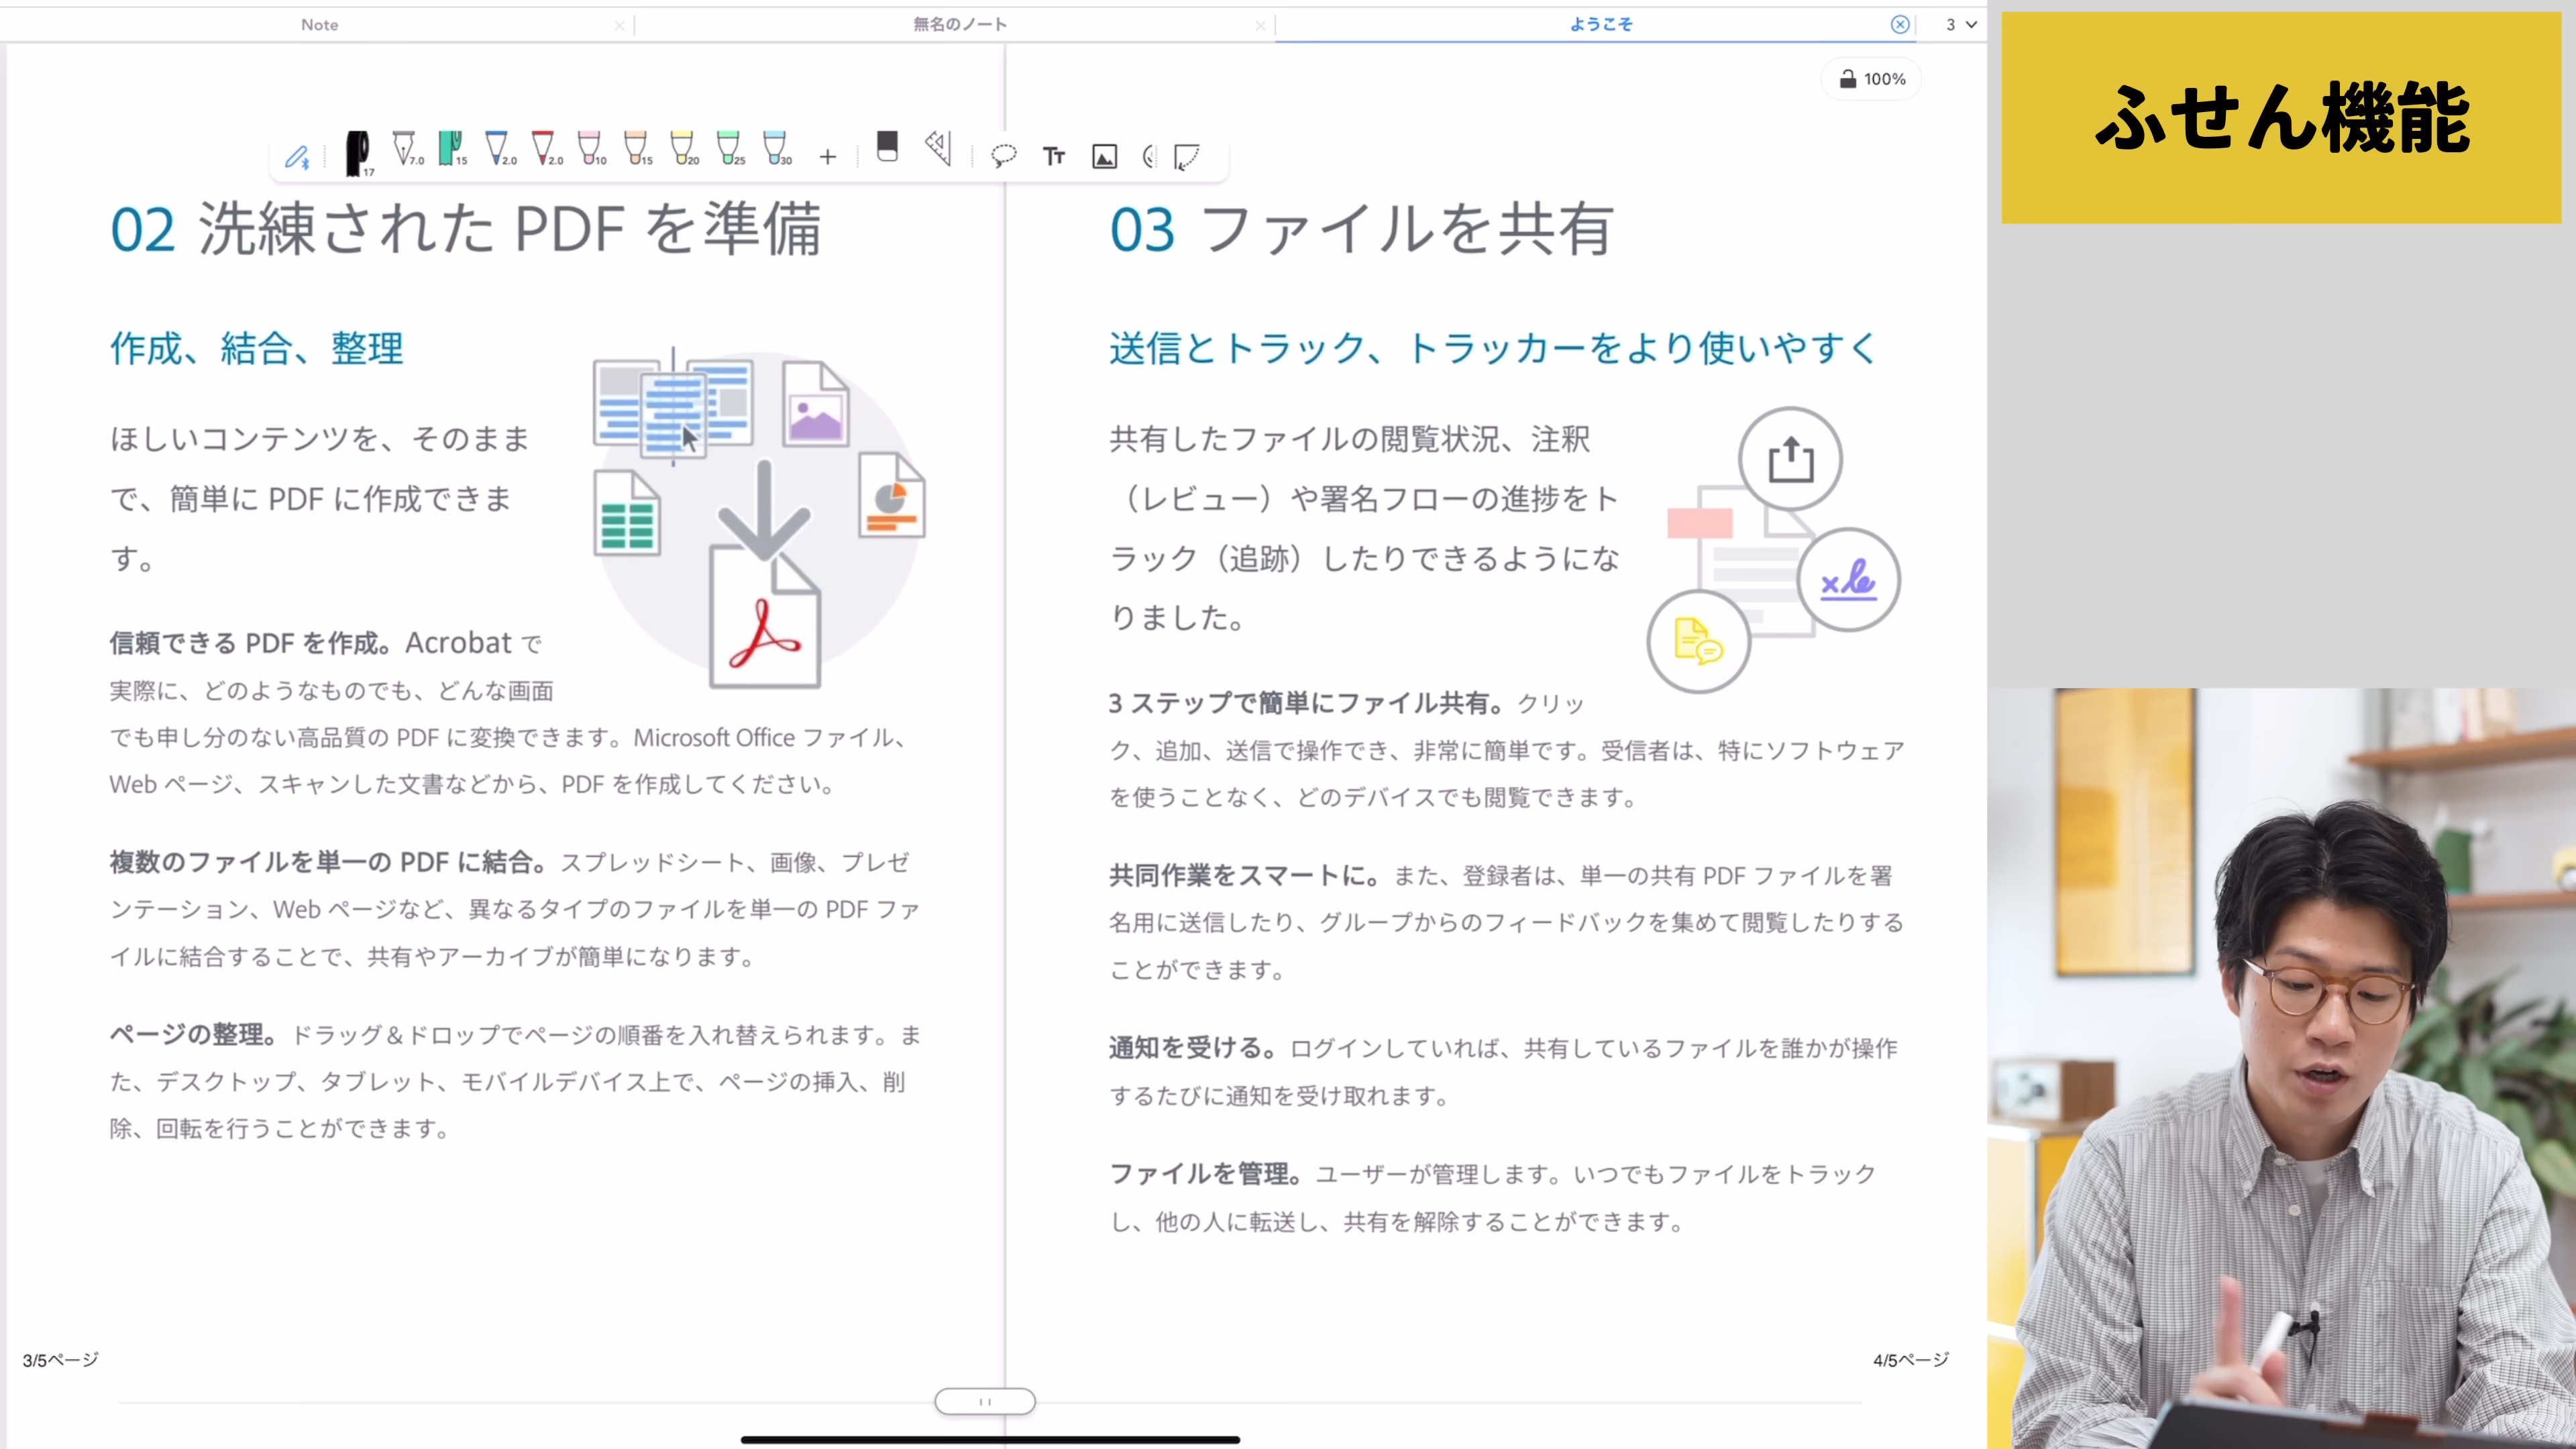 Note
無名のノート
ようこそ
3
100%
ふせん機能
17
7.0
15
2.0
2.0
10
15
20
25
30
Tт
02 洗練された PDF を準備
作成、結合、整理
ほしいコンテンツを、そのまま
で、簡単に PDF に作成できま
す。
信頼できる PDF を作成。Acrobat で
実際に、どのようなものでも、どんな画面
でも申し分のない高品質の PDF に変換できます。Microsoft Office ファイル、
Web ページ、スキャンした文書などから、PDF を作成してください。
複数のファイルを単一の PDF に結合。スプレッドシート、画像、プレゼ
ンテーション、Web ページなど、異なるタイプのファイルを単一の PDF ファ
イルに結合することで、共有やアーカイブが簡単になります。
ページの整理。ドラッグ＆ドロップでページの順番を入れ替えられます。ま
た、デスクトップ、タブレット、モバイルデバイス上で、ページの挿入、削
除、回転を行うことができます。
3/5ページ
03 ファイルを共有
送信とトラック、トラッカーをより使いやすく
共有したファイルの閲覧状況、注釈
（レビュー）や署名フローの進捗をト
ラック（追跡）したりできるようにな
りました。
3 ステップで簡単にファイル共有。クリッ
ク、追加、送信で操作でき、非常に簡単です。受信者は、特にソフトウェア
を使うことなく、どのデバイスでも閲覧できます。
共同作業をスマートに。また、登録者は、単一の共有 PDF ファイルを署
名用に送信したり、グループからのフィードバックを集めて閲覧したりする
ことができます。
通知を受ける。ログインしていれば、共有しているファイルを誰かが操作
するたびに通知を受け取れます。
ファイルを管理。ユーザーが管理します。いつでもファイルをトラック
し、他の人に転送し、共有を解除することができます。
4/5ページ